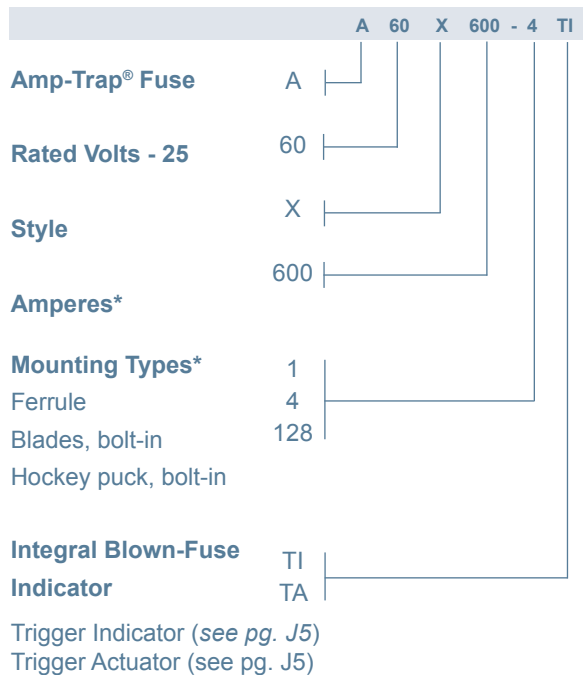 A 60 X 600 - 4 TI
Amp-Trap® Fuse A
Rated Volts - 25 60
Style X
Amperes* 600
Mounting Types* 1
Ferrule 4
Blades, bolt-in 128
Hockey puck, bolt-in
Integral Blown-Fuse TI
Indicator TA
Trigger Indicator (see pg. J5)
Trigger Actuator (see pg. J5)